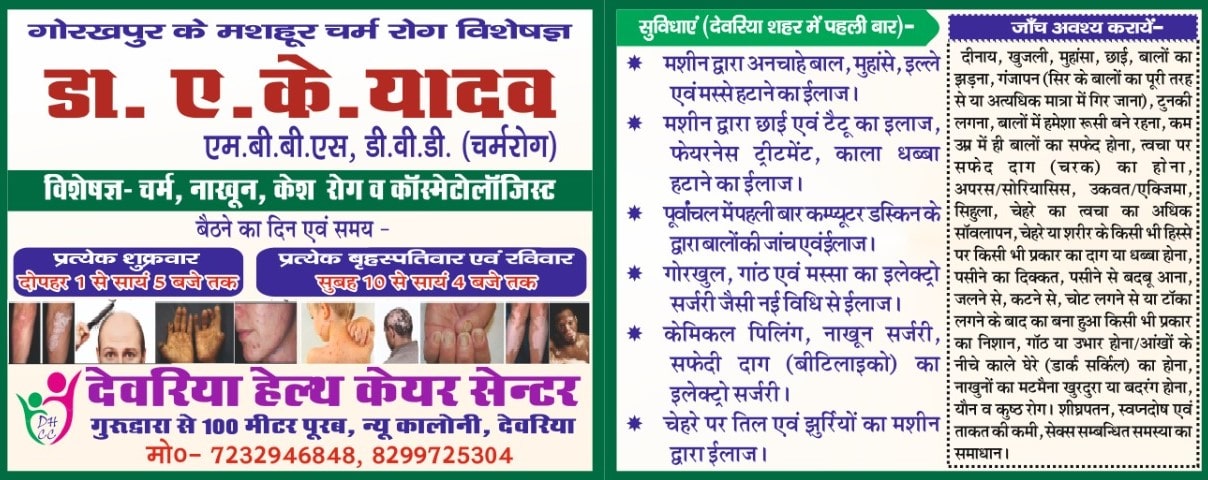 गोरखपुर के मशहूर चर्म रोग विशेषज्ञ
डा. ए.के.यादव
एम.बी.बी.एस, डी.वी.डी. (चर्मरोग)
विशेषज्ञ- चर्म, नाखून, केश रोग व कॉस्मेटोलॉजिस्ट
बैठने का दिन एवं समय -
प्रत्येक शुक्रवार
दोपहर 1 से सायं 5 बजे तक
प्रत्येक बृहस्पतिवार एवं रविवार
सुबह 10 से सायं 4 बजे तक
DH
CC
देवरिया हेल्थ केयर सेन्टर
गुरूद्वारा से 100 मीटर पूरब, न्यू कालोनी, देवरिया
मो०- 7232946848, 8299725304
सुविधाएं (देवरिया शहर में पहली बार)-
मशीन द्वारा अनचाहे बाल, मुहांसे, इल्ले
एवं मस्से हटाने का ईलाज।
मशीन द्वारा छाई एवं टैटू का इलाज,
फेयरनेस ट्रीटमेंट, काला धब्बा
हटाने का ईलाज।
पूर्वांचल में पहली बार कम्प्यूटर डस्किन के
द्वारा बालों की जांच एवं ईलाज।
गोरखुल, गांठ एवं मस्सा का इलेक्ट्रो
सर्जरी जैसी नई विधि से ईलाज।
केमिकल पिलिंग, नाखून सर्जरी,
सफेदी दाग (बीटिलाइको) का
इलेक्ट्रो सर्जरी।
चेहरे पर तिल एवं झुर्रियों का मशीन
द्वारा ईलाज।
जाँच अवश्य करायें-
दीनाय, खुजली, मुहांसा, छाई, बालों का
झड़ना, गंजापन (सिर के बालों का पूरी तरह
से या अत्यधिक मात्रा में गिर जाना), टुनकी
लगना, बालों में हमेशा रूसी बने रहना, कम
उम्र में ही बालों का सफेद होना, त्वचा पर
सफेद दाग (चरक) का होना,
अपरस/सोरियासिस, उकवत/एक्जिमा,
सिहुला, चेहरे का त्वचा का अधिक
सॉवलापन, चेहरे या शरीर के किसी भी हिस्से
पर किसी भी प्रकार का दाग या धब्बा होना,
पसीने का दिक्कत, पसीने से बदबू आना,
जलने से, कटने से, चोट लगने से या टॉका
लगने के बाद का बना हुआ किसी भी प्रकार
का निशान, गॉठ या उभार होना/आंखों के
नीचे काले घेरे (डार्क सर्किल) का होना,
नाखुनों का मटमैना खुरदुरा या बदरंग होना,
यौन व कुष्ठ रोग। शीघ्रपतन, स्वप्नदोष एवं
ताकत की कमी, सेक्स सम्बन्धित समस्या का
समाधान।